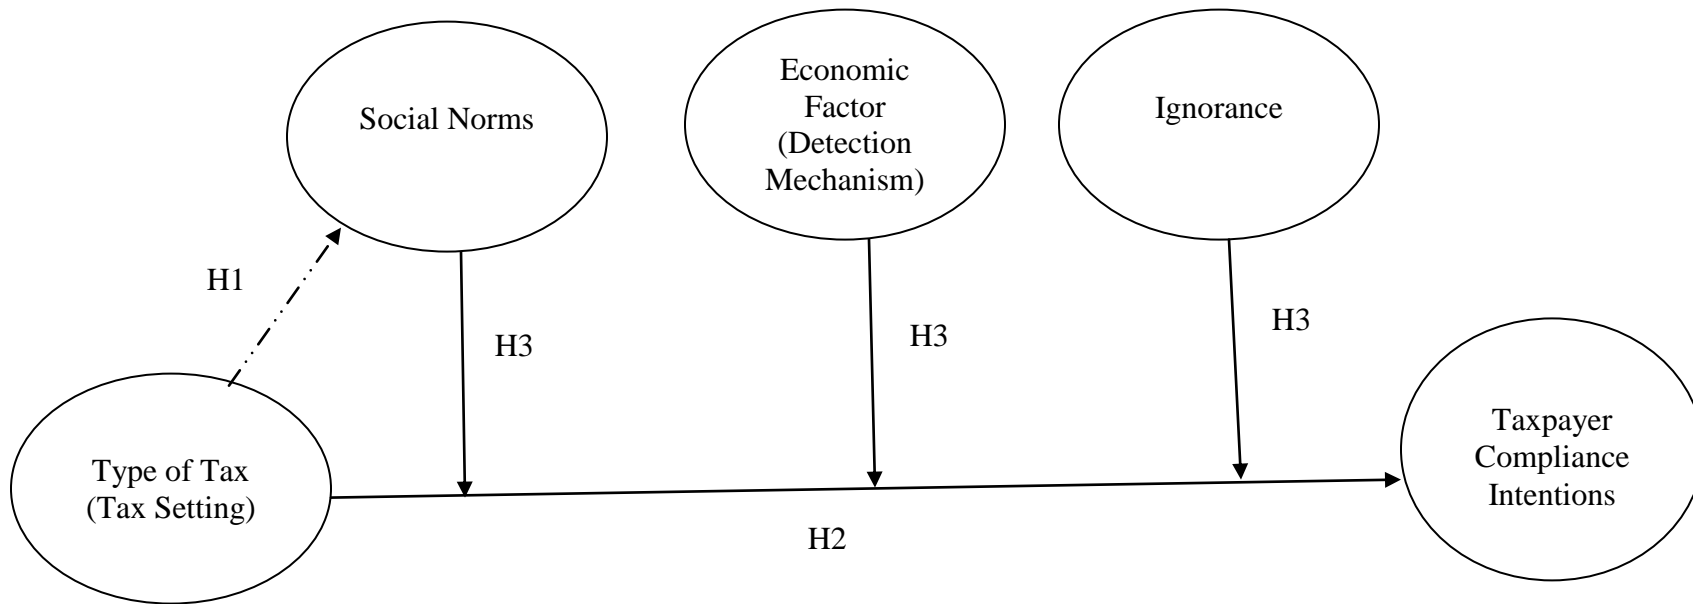 Social Norms
Economic
Factor
(Detection
Mechanism)
Ignorance
H1
H3
H3
H3
Type of Tax
(Tax Setting)
H2
Taxpayer
Compliance
Intentions